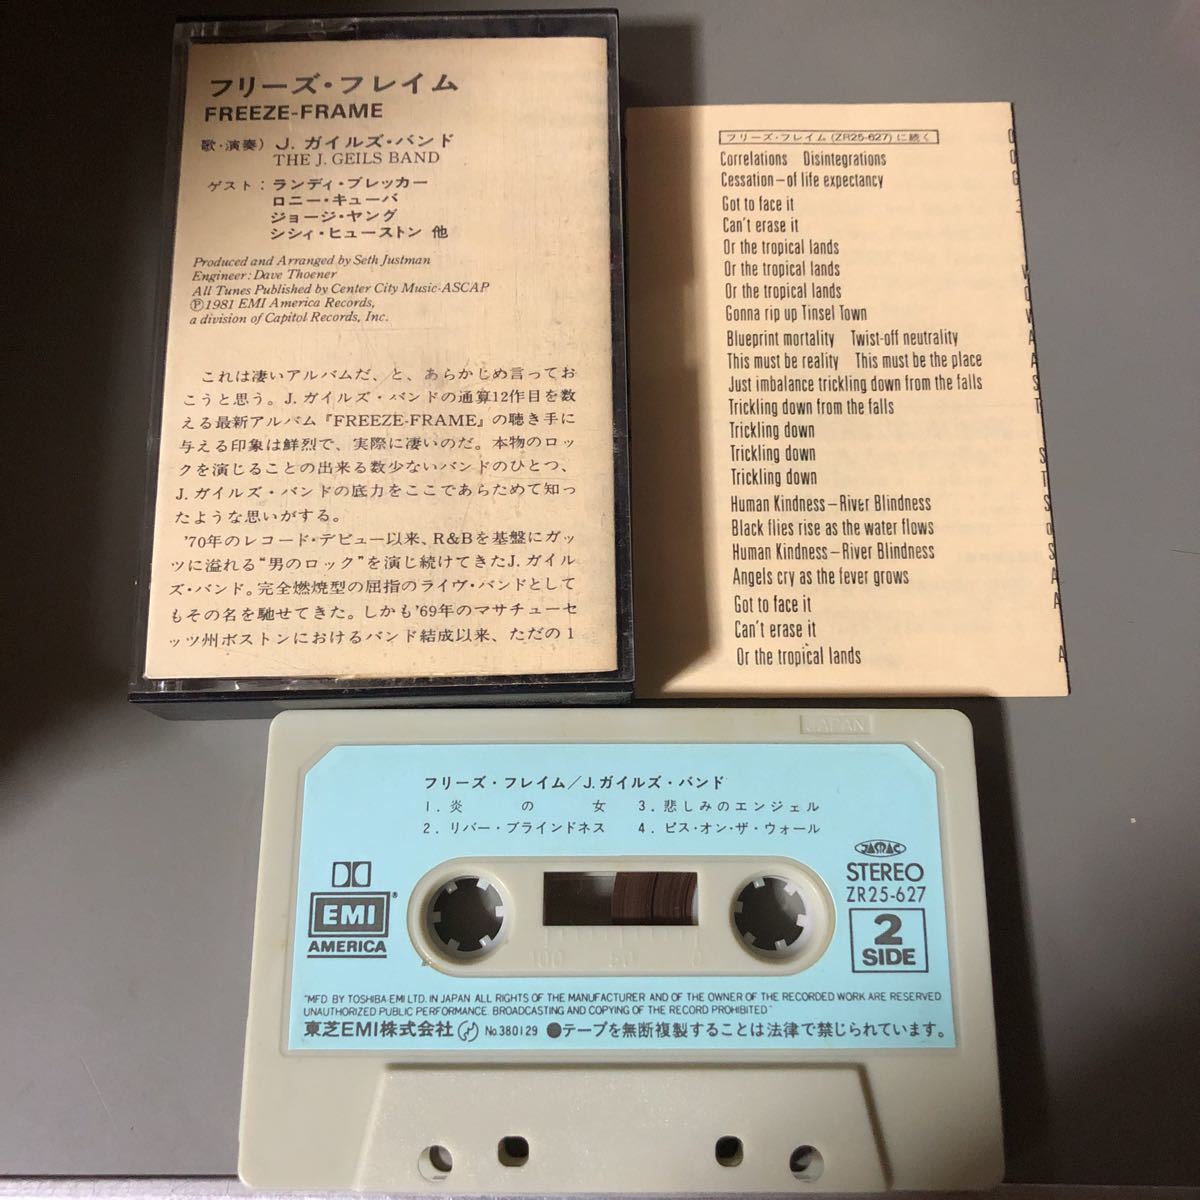 フリーズ・フレイム
FREEZE-FRAME
歌・演奏) J. ガイルズ・バンド
THE J. GEILS BAND
ゲスト : ランディ・ブレッカー
ロニー・キューバ
ジョージ・ヤング
シシィ・ヒューストン 他
Produced and Arranged by Seth Justman
Engineer: Dave Thoener
All Tunes Published by Center City Music-ASCAP
Ⓟ1981 EMI America Records,
a division of Capitol Records, Inc.
これは凄いアルバムだ、と、あらかじめ言ってお
こうと思う。J. ガイルズ・バンドの通算12作目を数
える最新アルバム『FREEZE-FRAME』の聴き手に
与える印象は鮮烈で、実際に凄いのだ。本物のロッ
クを演じることの出来る数少ないバンドのひとつ、
J. ガイルズ・バンドの底力をここであらためて知っ
たような思いがする。
'70年のレコード・デビュー以来、R&Bを基盤にガッ
ツに溢れる“男のロック”を演じ続けてきたJ. ガイル
ズ・バンド。完全燃焼型の屈指のライヴ・バンドとして
もその名を馳せてきた。しかも'69年のマサチューセ
ッツ州ボストンにおけるバンド結成以来、ただの1
フリーズ・フレイム (ZR25-627) に続く
Correlations Disintegrations
Cessation—of life expectancy
Got to face it
Can't erase it
Or the tropical lands
Or the tropical lands
Or the tropical lands
Gonna rip up Tinsel Town
Blueprint mortality Twist-off neutrality
This must be reality This must be the place
Just imbalance trickling down from the falls
Trickling down from the falls
Trickling down
Trickling down
Trickling down
Human Kindness—River Blindness
Black flies rise as the water flows
Human Kindness—River Blindness
Angels cry as the fever grows
Got to face it
Can't erase it
Or the tropical lands
JAPAN
フリーズ・フレイム/J. ガイルズ・バンド
1. 炎の女 3. 悲しみのエンジェル
2. リバー・ブラインドネス 4. ピス・オン・ザ・ウォール
JASRAC
STEREO
ZR25-627
2
SIDE
EMI®
AMERICA
100 50 0
"MFD BY TOSHIBA-EMI LTD. IN JAPAN ALL RIGHTS OF THE MANUFACTURER AND OF THE OWNER OF THE RECORDED WORK ARE RESERVED
UNAUTHORIZED PUBLIC PERFORMANCE. BROADCASTING AND COPYING OF THE RECORD PROHIBITED"
東芝EMI株式会社 No.380129 ●テープを無断複製することは法律で禁じられています。